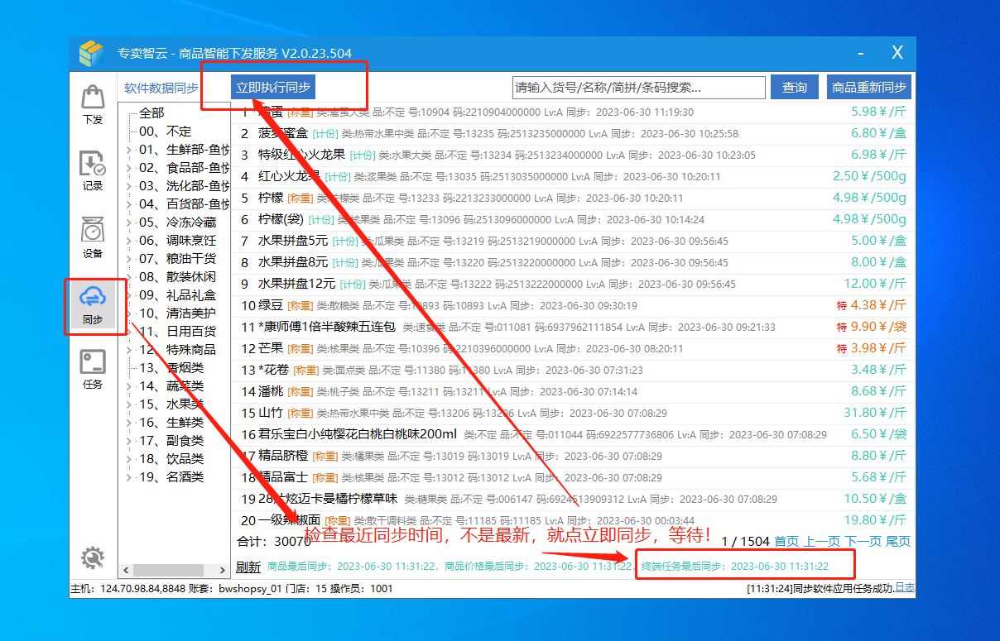 专卖智云 - 商品智能下发服务 V2.0.23.504
- X
软件数据同步 立即执行同步 请输入货号/名称/简拼/条码搜索... 查询 商品重新同步
下发
记录
设备
同步
任务
全部
00、不定
01、生鲜部-鱼悦
02、食品部-鱼悦
03、洗化部-鱼悦
04、百货部-鱼悦
05、冷冻冷藏
06、调味烹饪
07、粮油干货
08、散装休闲
09、礼品礼盒
10、清洁美护
11、日用百货
12、特殊商品
13、香烟类
14、蔬菜类
15、水果类
16、生鲜类
17、副食类
18、饮品类
19、名酒类
1 蛋 [称重] 类:禽蛋大类 品:不定 号:10904 码:2210904000000 Lv:A 同步：2023-06-30 11:19:30 5.98￥/斤
2 菠萝蜜盒 [计份] 类:热带水果中类 品:不定 号:13235 码:2513235000000 Lv:A 同步：2023-06-30 10:25:58 6.80￥/盒
3 特级红心火龙果 [计份] 类:水果大类 品:不定 号:13234 码:2513234000000 Lv:A 同步：2023-06-30 10:23:05 6.98￥/斤
4 红心火龙果 [计份] 类:浆果类 品:不定 号:13035 码:2513035000000 Lv:A 同步：2023-06-30 10:20:11 2.50￥/500g
5 柠檬 [称重] 类:柠檬类 品:不定 号:13233 码:2213233000000 Lv:A 同步：2023-06-30 10:20:11 4.98￥/500g
6 柠檬(袋) [计份] 类:核果类 品:不定 号:13096 码:2513096000000 Lv:A 同步：2023-06-30 10:14:24 4.98￥/500g
7 水果拼盘5元 [计份] 类:瓜果类 品:不定 号:13219 码:2513219000000 Lv:A 同步：2023-06-30 09:56:45 5.00￥/盒
8 水果拼盘8元 [计份] 类:瓜果类 品:不定 号:13220 码:2513220000000 Lv:A 同步：2023-06-30 09:56:45 8.00￥/盒
9 水果拼盘12元 [计份] 类:瓜果类 品:不定 号:13222 码:2513222000000 Lv:A 同步：2023-06-30 09:56:45 12.00￥/盒
10 绿豆 [称重] 类:散粮类 品:不定 号:10893 码:10893 Lv:A 同步：2023-06-30 09:30:19 特 4.38￥/斤
11 *康师傅1倍半酸辣五连包 类:速食类 品:不定 号:011081 码:6937962111854 Lv:A 同步：2023-06-30 09:21:33 特 9.90￥/袋
12 芒果 [称重] 类:核果类 品:不定 号:10396 码:2210396000000 Lv:A 同步：2023-06-30 08:20:11 特 3.98￥/斤
13 *花卷 [称重] 类:面点类 品:不定 号:11380 码:11380 Lv:A 同步：2023-06-30 07:31:23 3.48￥/斤
14 潘桃 [称重] 类:桃子类 品:不定 号:13211 码:13211 Lv:A 同步：2023-06-30 07:14:14 8.68￥/斤
15 山竹 [称重] 类:热带水果中类 品:不定 号:13206 码:13206 Lv:A 同步：2023-06-30 07:08:29 31.80￥/斤
16 君乐宝白小纯樱花白桃白桃味200ml 类:不定 品:不定 号:011044 码:6922577736806 Lv:A 同步：2023-06-30 07:08:29 6.50￥/袋
17 精品脐橙 [称重] 类:橘果类 品:不定 号:13019 码:13019 Lv:A 同步：2023-06-30 07:08:29 8.80￥/斤
18 精品富士 [称重] 类:核果类 品:不定 号:13012 码:13012 Lv:A 同步：2023-06-30 07:08:29 5.68￥/斤
19 28片炫迈卡曼橘柠檬草味 类:糖果类 品:不定 号:006147 码:6924513909312 Lv:A 同步：2023-06-30 07:08:29 10.50￥/盒
20 一级辣椒面 [称重] 类:散干调料类 品:不定 号:11185 码:11185 Lv:A 同步：2023-06-30 00:03:44 19.80￥/斤
检查最近同步时间，不是最新，就点立即同步，等待！
合计：30070 1 / 1504 首页 上一页 下一页 尾页
刷新 商品最后同步：2023-06-30 11:31:22，商品价格最后同步：2023-06-30 11:31:22，终端任务最后同步：2023-06-30 11:31:22
主机：124.70.98.84,8848 账套：bwshopsy_01 门店：15 操作员：1001 [11:31:24]同步软件应用任务成功.日志